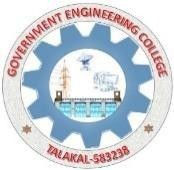 GOVERNMENT ENGINEERING COLLEGE
TALAKAL-583238